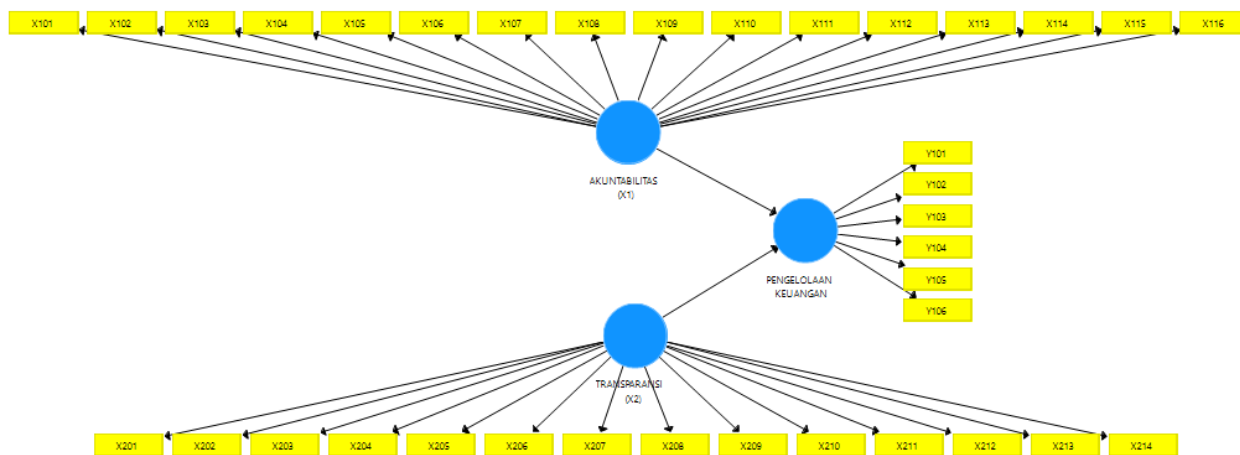 X101 X102 X103 X104 X105 X106 X107 X108 X109 X110 X111 X112 X113 X114 X115 X116
AKUNTABILITAS
(X1)
Y101
Y102
Y103
Y104
Y105
Y106
PENGELOLAAN
KEUANGAN
TRANSPARANSI
(X2)
X201 X202 X203 X204 X205 X206 X207 X208 X209 X210 X211 X212 X213 X214